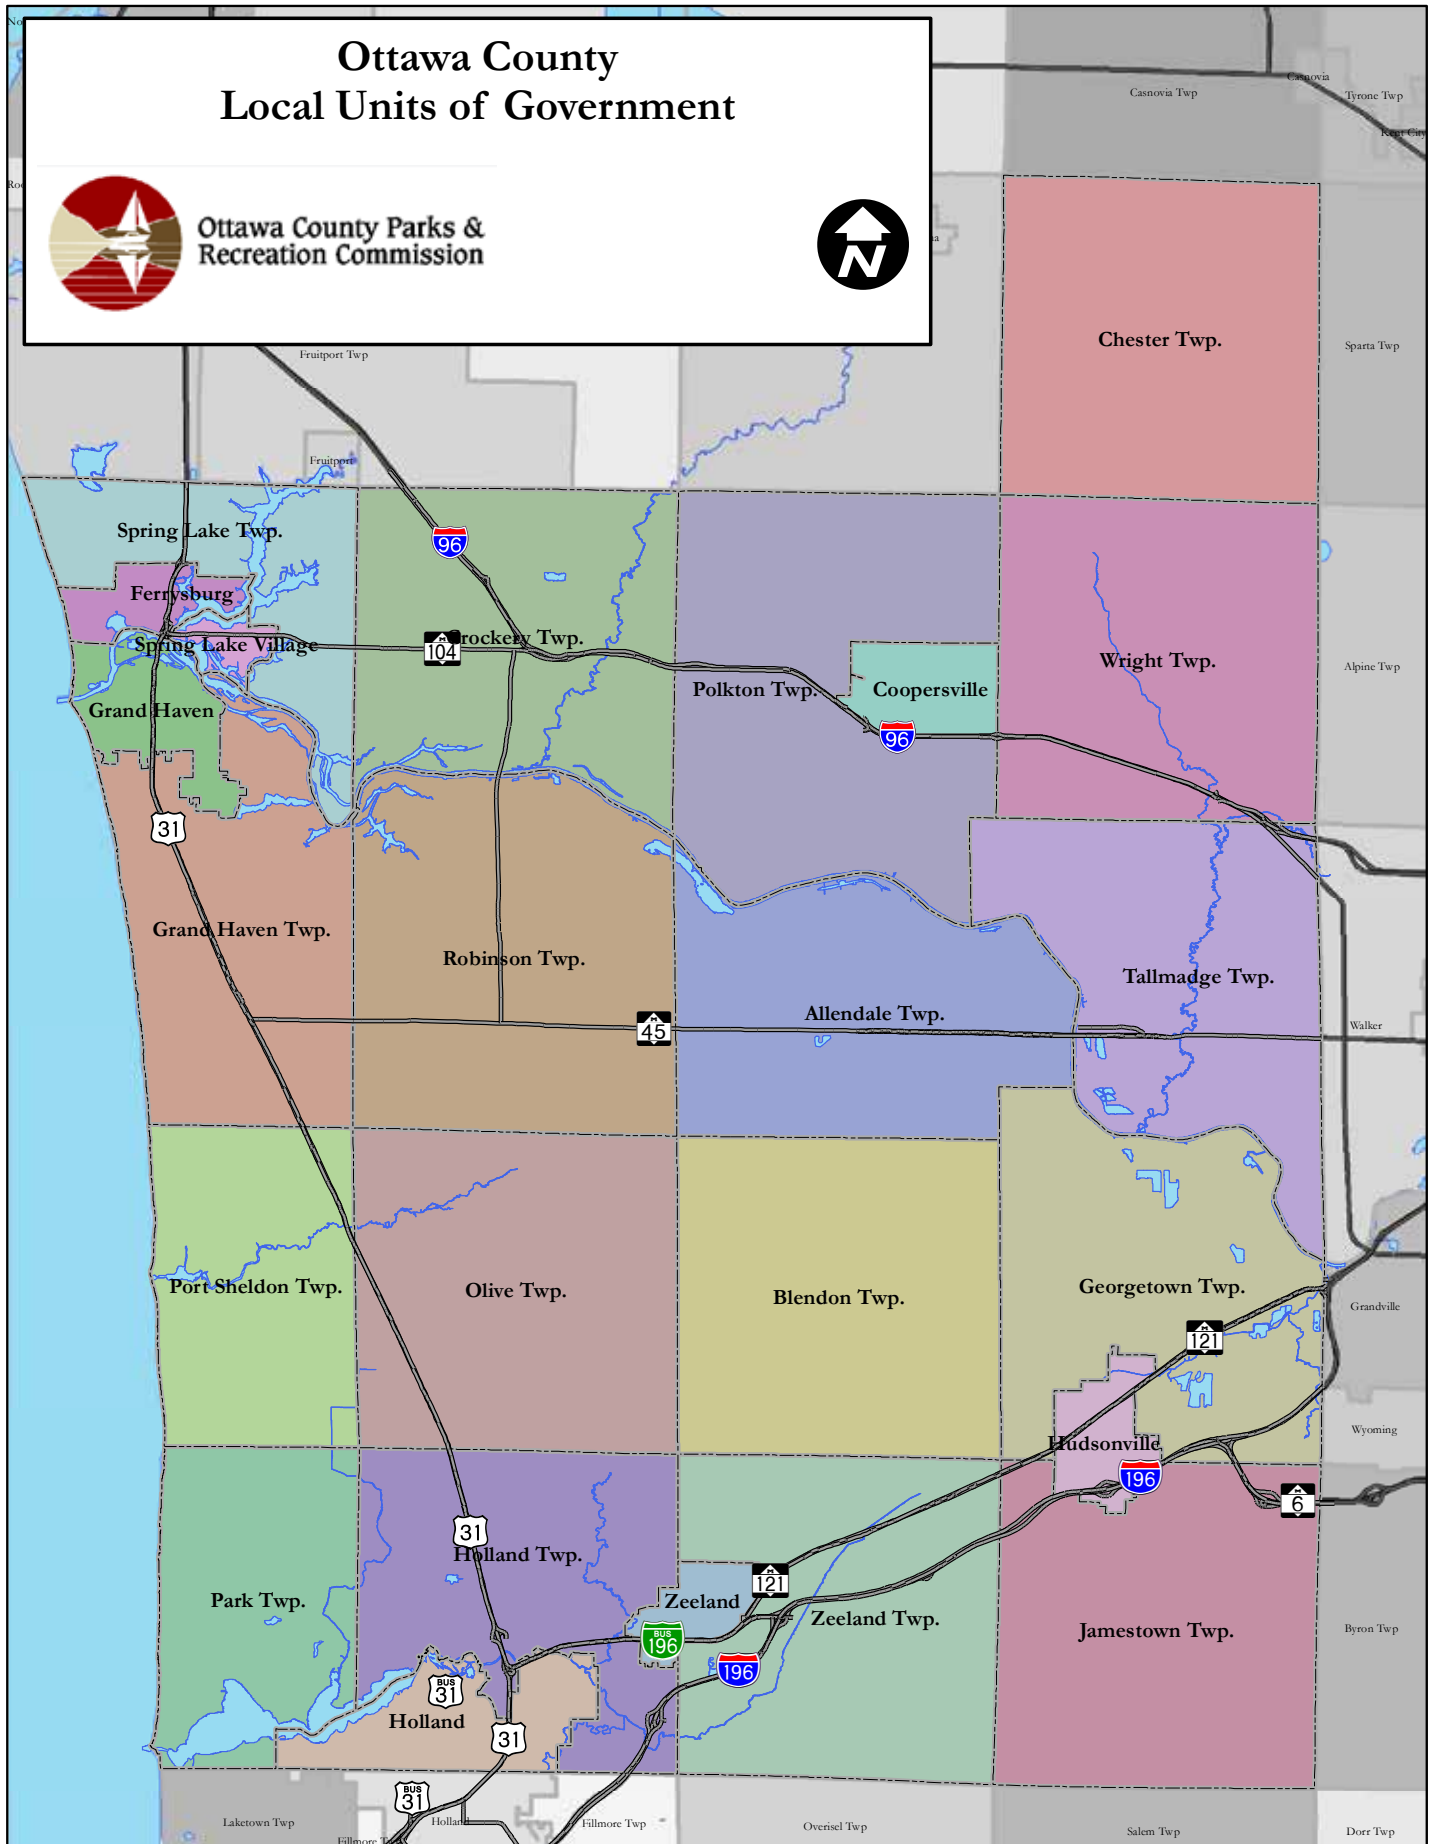 Ottawa County
Local Units of Government
Ottawa County Parks &
Recreation Commission
N
Casnovia
Casnovia Twp
Tyrone Twp
Kent City
Chester Twp.
Sparta Twp
Fruitport Twp
Fruitport
Spring Lake Twp.
96
Ferrysburg
Crockery Twp.
M
104
Spring Lake Village
Wright Twp.
Alpine Twp
Polkton Twp.
Coopersville
Grand Haven
96
31
Grand Haven Twp.
Robinson Twp.
Tallmadge Twp.
Allendale Twp.
M
45
Walker
Port Sheldon Twp.
Olive Twp.
Blendon Twp.
Georgetown Twp.
Grandville
M
121
Wyoming
Hudsonville
196
M
6
31
Holland Twp.
M
121
Park Twp.
Zeeland
Zeeland Twp.
Jamestown Twp.
Byron Twp
BUS
196
196
BUS
31
Holland
31
BUS
31
Laketown Twp
Holland
Fillmore Twp
Overisel Twp
Salem Twp
Dorr Twp